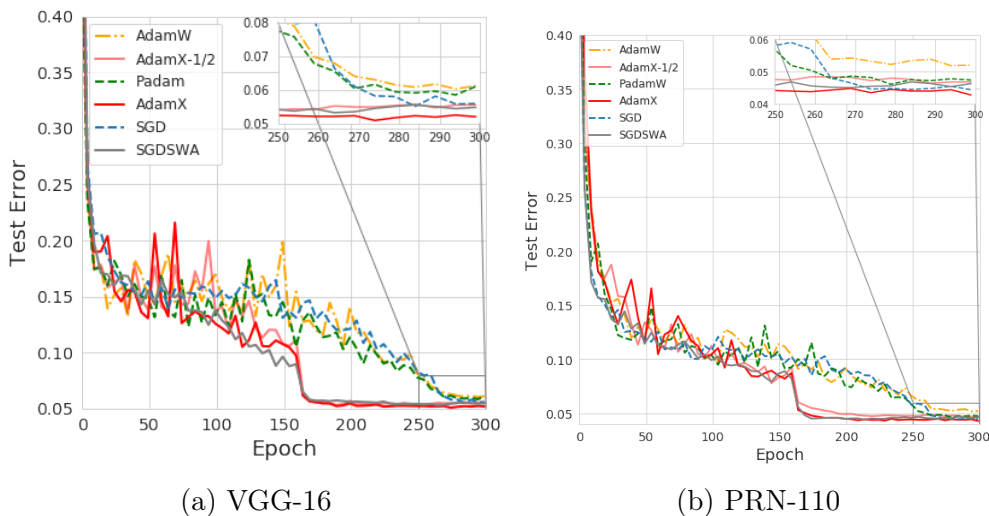 0.40
0.35
0.30
0.25
0.20
0.15
0.10
0.05
Test Error
0 50 100 150 200 250 300
Epoch
AdamW
AdamX-1/2
Padam
AdamX
SGD
SGDSWA
0.08
0.07
0.06
0.05
250 260 270 280 290 300
(a) VGG-16
0.40
0.35
0.30
0.25
0.20
0.15
0.10
0.05
Test Error
0 50 100 150 200 250 300
Epoch
AdamW
AdamX-1/2
PadamW
AdamX
SGD
SGDSWA
0.06
0.05
0.04
250 260 270 280 290 300
(b) PRN-110